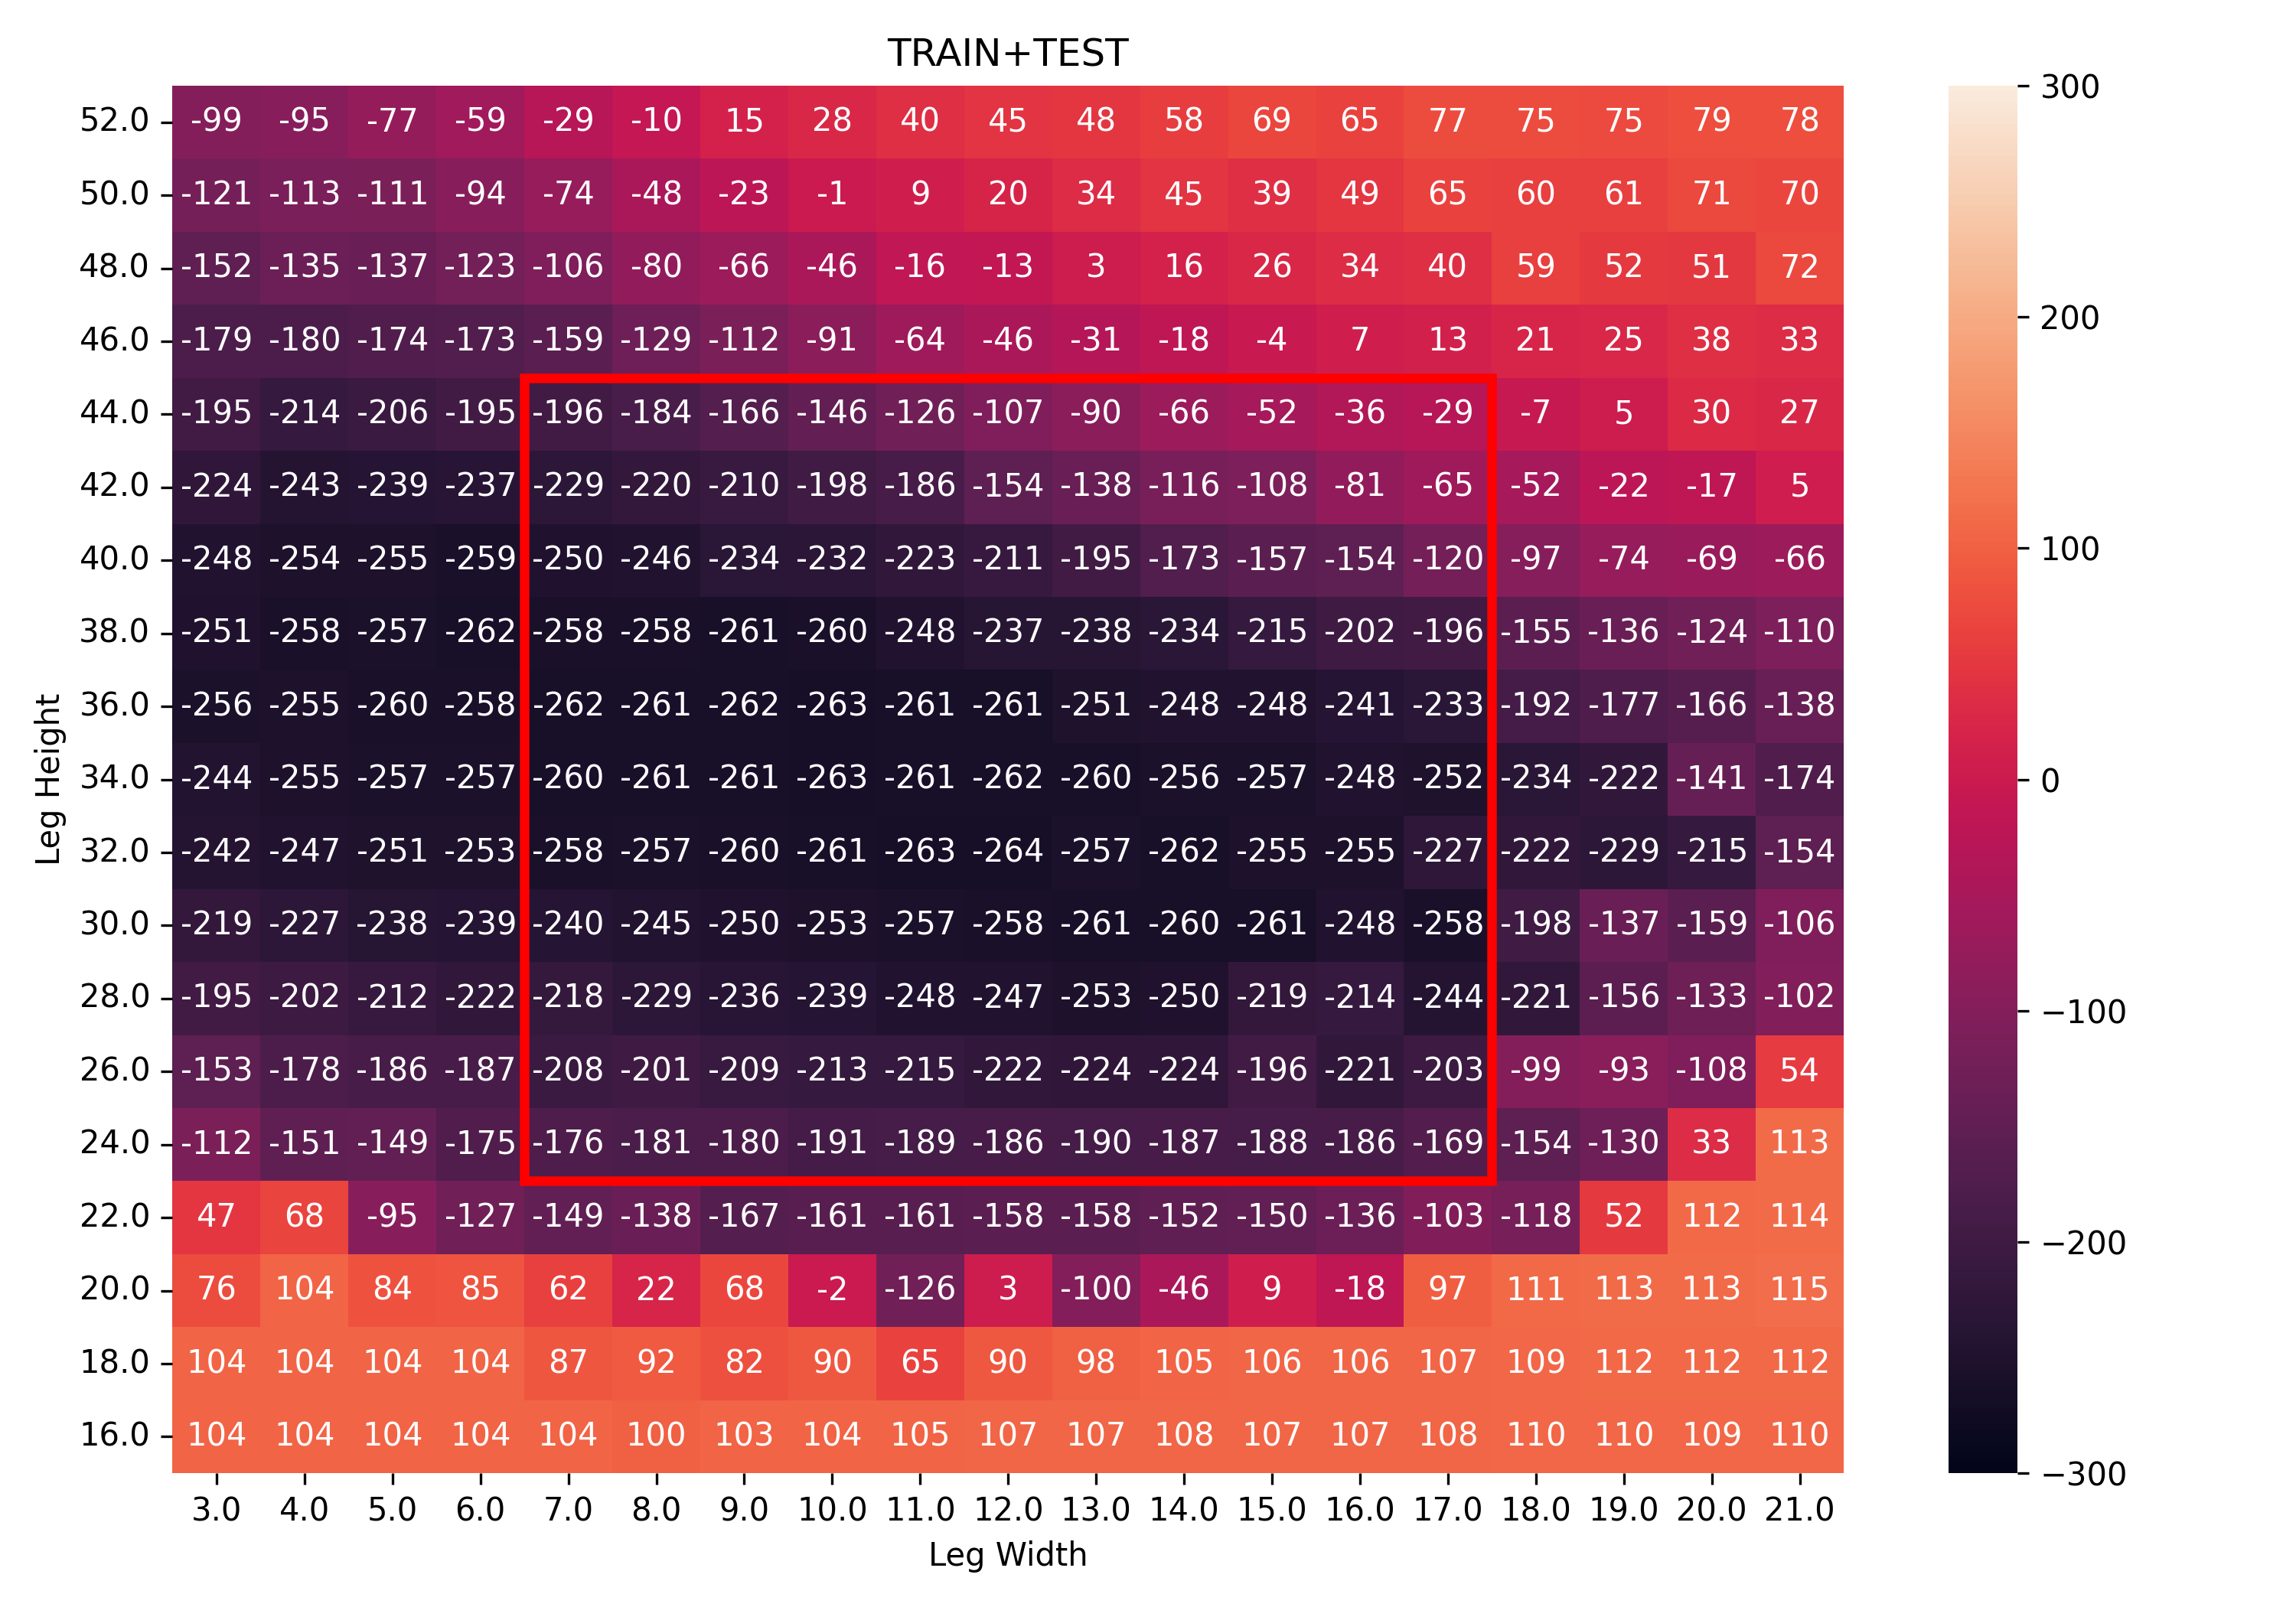 TRAIN+TEST
52.0 -99 -95 -77 -59 -29 -10 15 28 40 45 48 58 69 65 77 75 75 79 78
50.0 -121 -113 -111 -94 -74 -48 -23 -1 9 20 34 45 39 49 65 60 61 71 70
48.0 -152 -135 -137 -123 -106 -80 -66 -46 -16 -13 3 16 26 34 40 59 52 51 72
46.0 -179 -180 -174 -173 -159 -129 -112 -91 -64 -46 -31 -18 -4 7 13 21 25 38 33
44.0 -195 -214 -206 -195 -196 -184 -166 -146 -126 -107 -90 -66 -52 -36 -29 -7 5 30 27
42.0 -224 -243 -239 -237 -229 -220 -210 -198 -186 -154 -138 -116 -108 -81 -65 -52 -22 -17 5
40.0 -248 -254 -255 -259 -250 -246 -234 -232 -223 -211 -195 -173 -157 -154 -120 -97 -74 -69 -66
38.0 -251 -258 -257 -262 -258 -258 -261 -260 -248 -237 -238 -234 -215 -202 -196 -155 -136 -124 -110
36.0 -256 -255 -260 -258 -262 -261 -262 -263 -261 -261 -251 -248 -248 -241 -233 -192 -177 -166 -138
34.0 -244 -255 -257 -257 -260 -261 -261 -263 -261 -262 -260 -256 -257 -248 -252 -234 -222 -141 -174
32.0 -242 -247 -251 -253 -258 -257 -260 -261 -263 -264 -257 -262 -255 -255 -227 -222 -229 -215 -154
30.0 -219 -227 -238 -239 -240 -245 -250 -253 -257 -258 -261 -260 -261 -248 -258 -198 -137 -159 -106
28.0 -195 -202 -212 -222 -218 -229 -236 -239 -248 -247 -253 -250 -219 -214 -244 -221 -156 -133 -102
26.0 -153 -178 -186 -187 -208 -201 -209 -213 -215 -222 -224 -224 -196 -221 -203 -99 -93 -108 54
24.0 -112 -151 -149 -175 -176 -181 -180 -191 -189 -186 -190 -187 -188 -186 -169 -154 -130 33 113
22.0 47 68 -95 -127 -149 -138 -167 -161 -161 -158 -158 -152 -150 -136 -103 -118 52 112 114
20.0 76 104 84 85 62 22 68 -2 -126 3 -100 -46 9 -18 97 111 113 113 115
18.0 104 104 104 104 87 92 82 90 65 90 98 105 106 106 107 109 112 112 112
16.0 104 104 104 104 104 100 103 104 105 107 107 108 107 107 108 110 110 109 110
3.0 4.0 5.0 6.0 7.0 8.0 9.0 10.0 11.0 12.0 13.0 14.0 15.0 16.0 17.0 18.0 19.0 20.0 21.0
Leg Width
Leg Height
300
200
100
0
−100
−200
−300